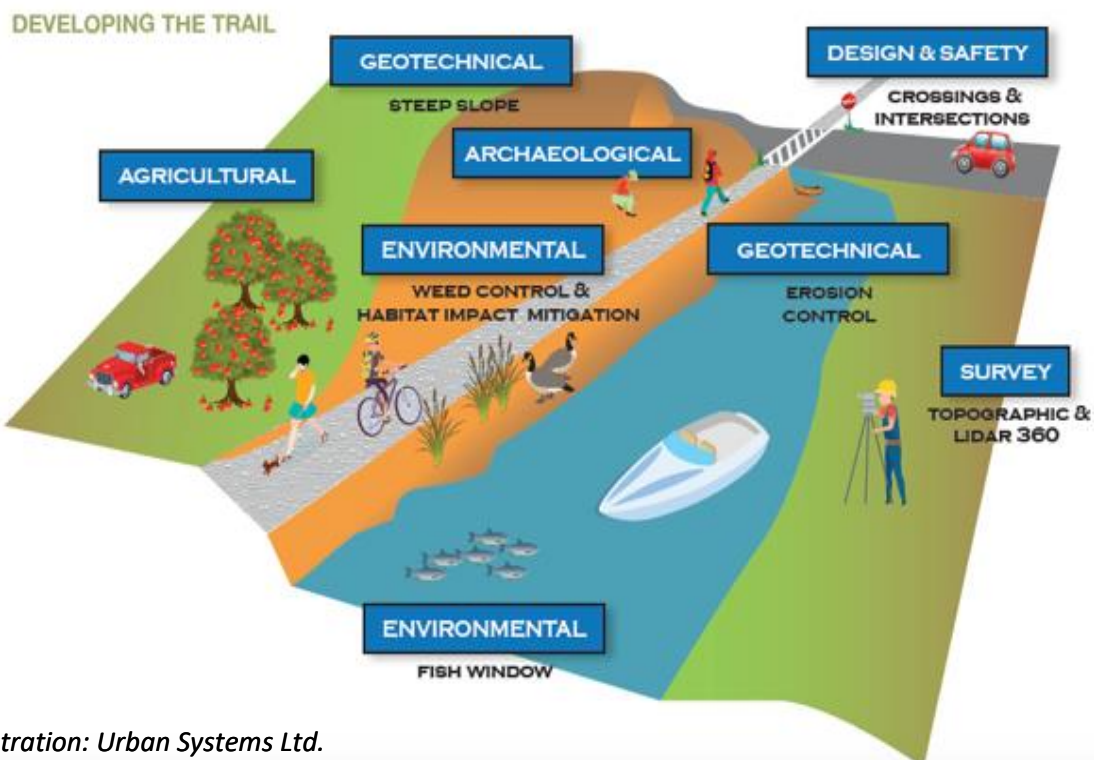 DEVELOPING THE TRAIL
GEOTECHNICAL
STEEP SLOPE
DESIGN & SAFETY
CROSSINGS &
INTERSECTIONS
ARCHAEOLOGICAL
AGRICULTURAL
ENVIRONMENTAL
WEED CONTROL &
HABITAT IMPACT MITIGATION
GEOTECHNICAL
EROSION
CONTROL
SURVEY
TOPOGRAPHIC &
LIDAR 360
ENVIRONMENTAL
FISH WINDOW
tration: Urban Systems Ltd.